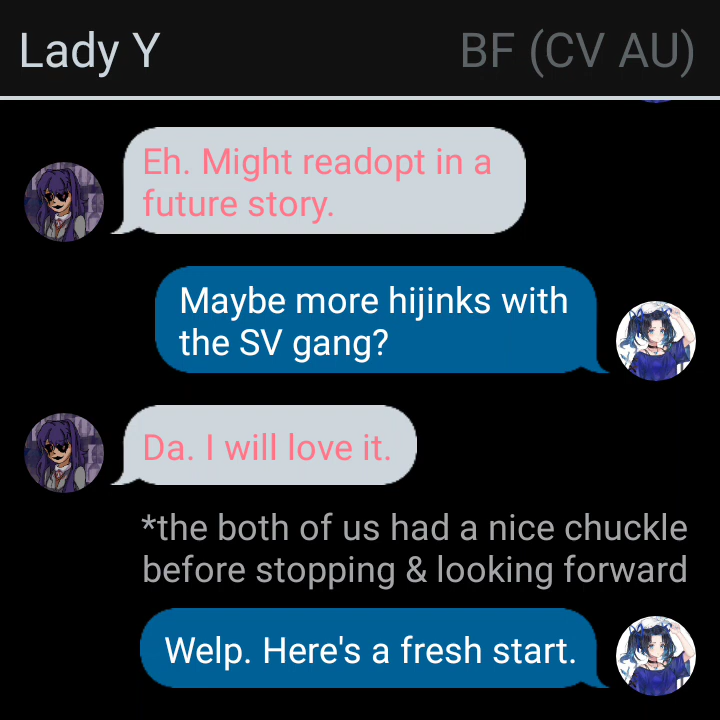 Lady Y
BF (CV AU)
Eh. Might readopt in a
future story.
Maybe more hijinks with
the SV gang?
Da. I will love it.
*the both of us had a nice chuckle
before stopping & looking forward
Welp. Here's a fresh start.